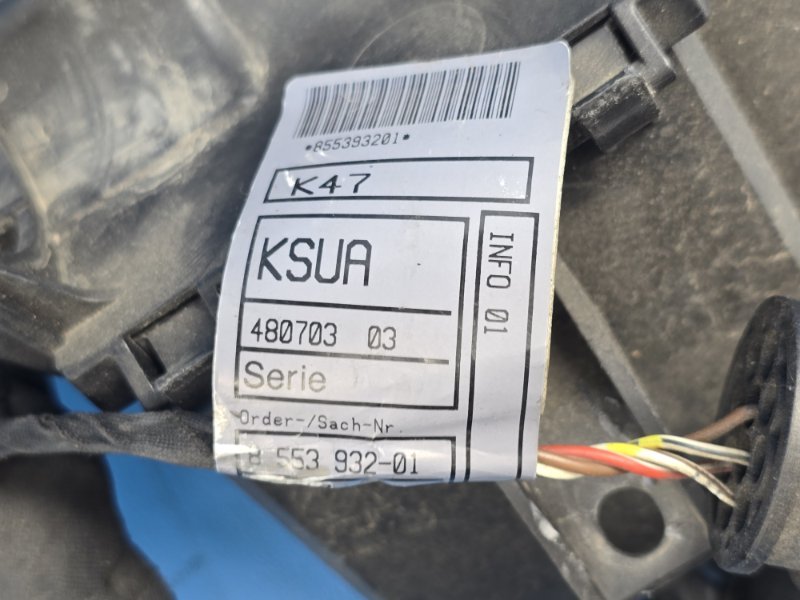 *855393201*
K47
KSUA
480703 03
Serie
Order-/Sach-Nr.
8 553 932-01
INFO 01